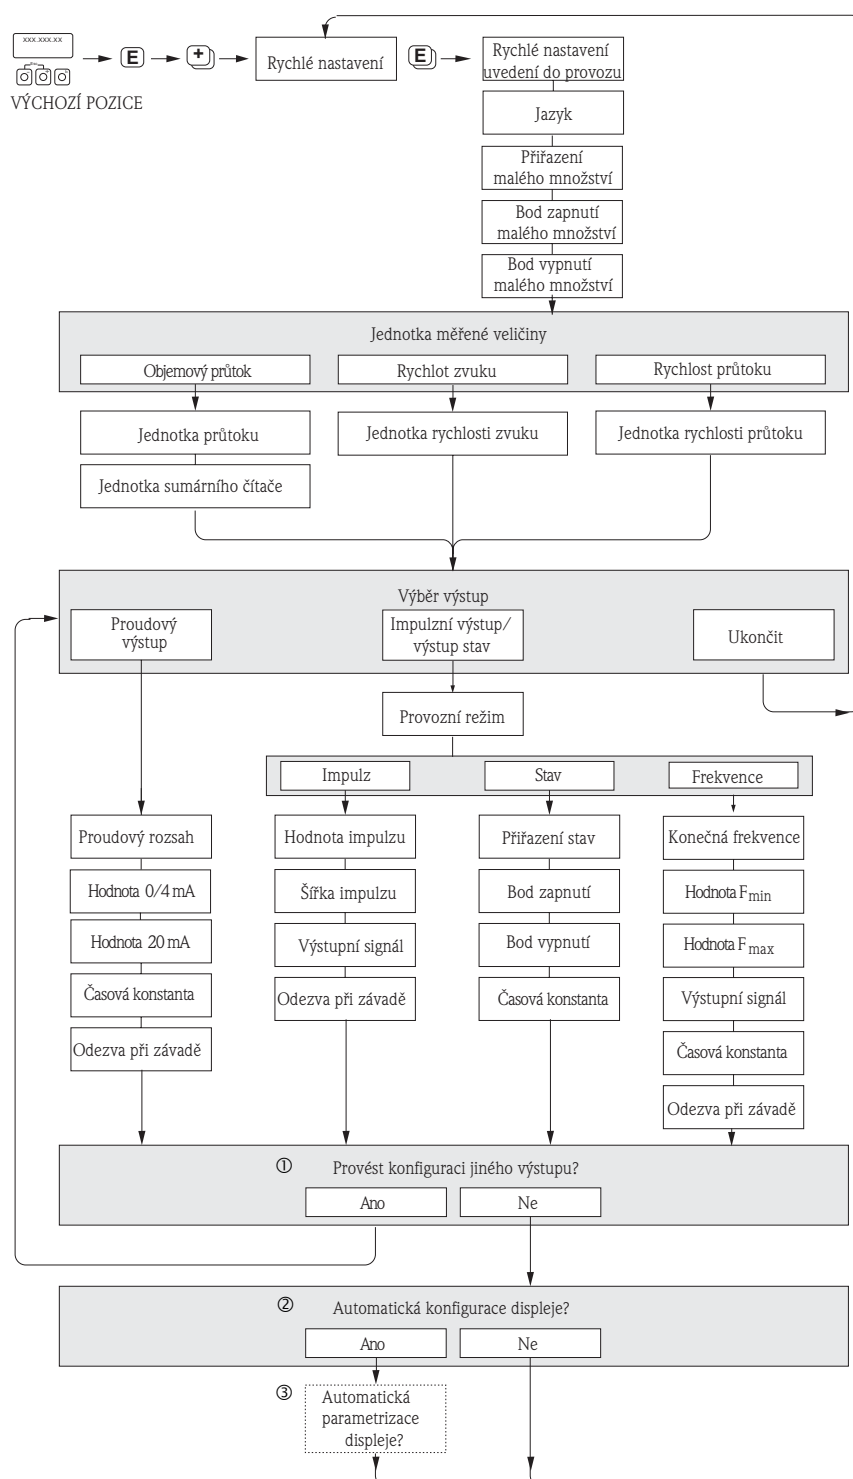 xxx.xxx.xx
Esc
E
+
Rychlé nastavení
E
Rychlé nastavení
uvedení do provozu
VÝCHOZÍ POZICE
Jazyk
Přiřazení
malého množství
Bod zapnutí
malého množství
Bod vypnutí
malého množství
Jednotka měřené veličiny
Objemový průtok
Rychlot zvuku
Rychlost průtoku
Jednotka průtoku
Jednotka rychlosti zvuku
Jednotka rychlosti průtoku
Jednotka sumárního čítače
Výběr výstup
Proudový
výstup
Impulzní výstup/
výstup stav
Ukončit
Provozní režim
Impulz
Stav
Frekvence
Proudový rozsah
Hodnota impulzu
Přiřazení stav
Konečná frekvence
Hodnota 0/4 mA
Šířka impulzu
Bod zapnutí
Hodnota F min
Hodnota 20 mA
Výstupní signál
Bod vypnutí
Hodnota F max
Časová konstanta
Odezva při závadě
Časová konstanta
Výstupní signál
Odezva při závadě
Časová konstanta
Odezva při závadě
① Provést konfiguraci jiného výstupu?
Ano
Ne
② Automatická konfigurace displeje?
Ano
Ne
③ Automatická
parametrizace
displeje?